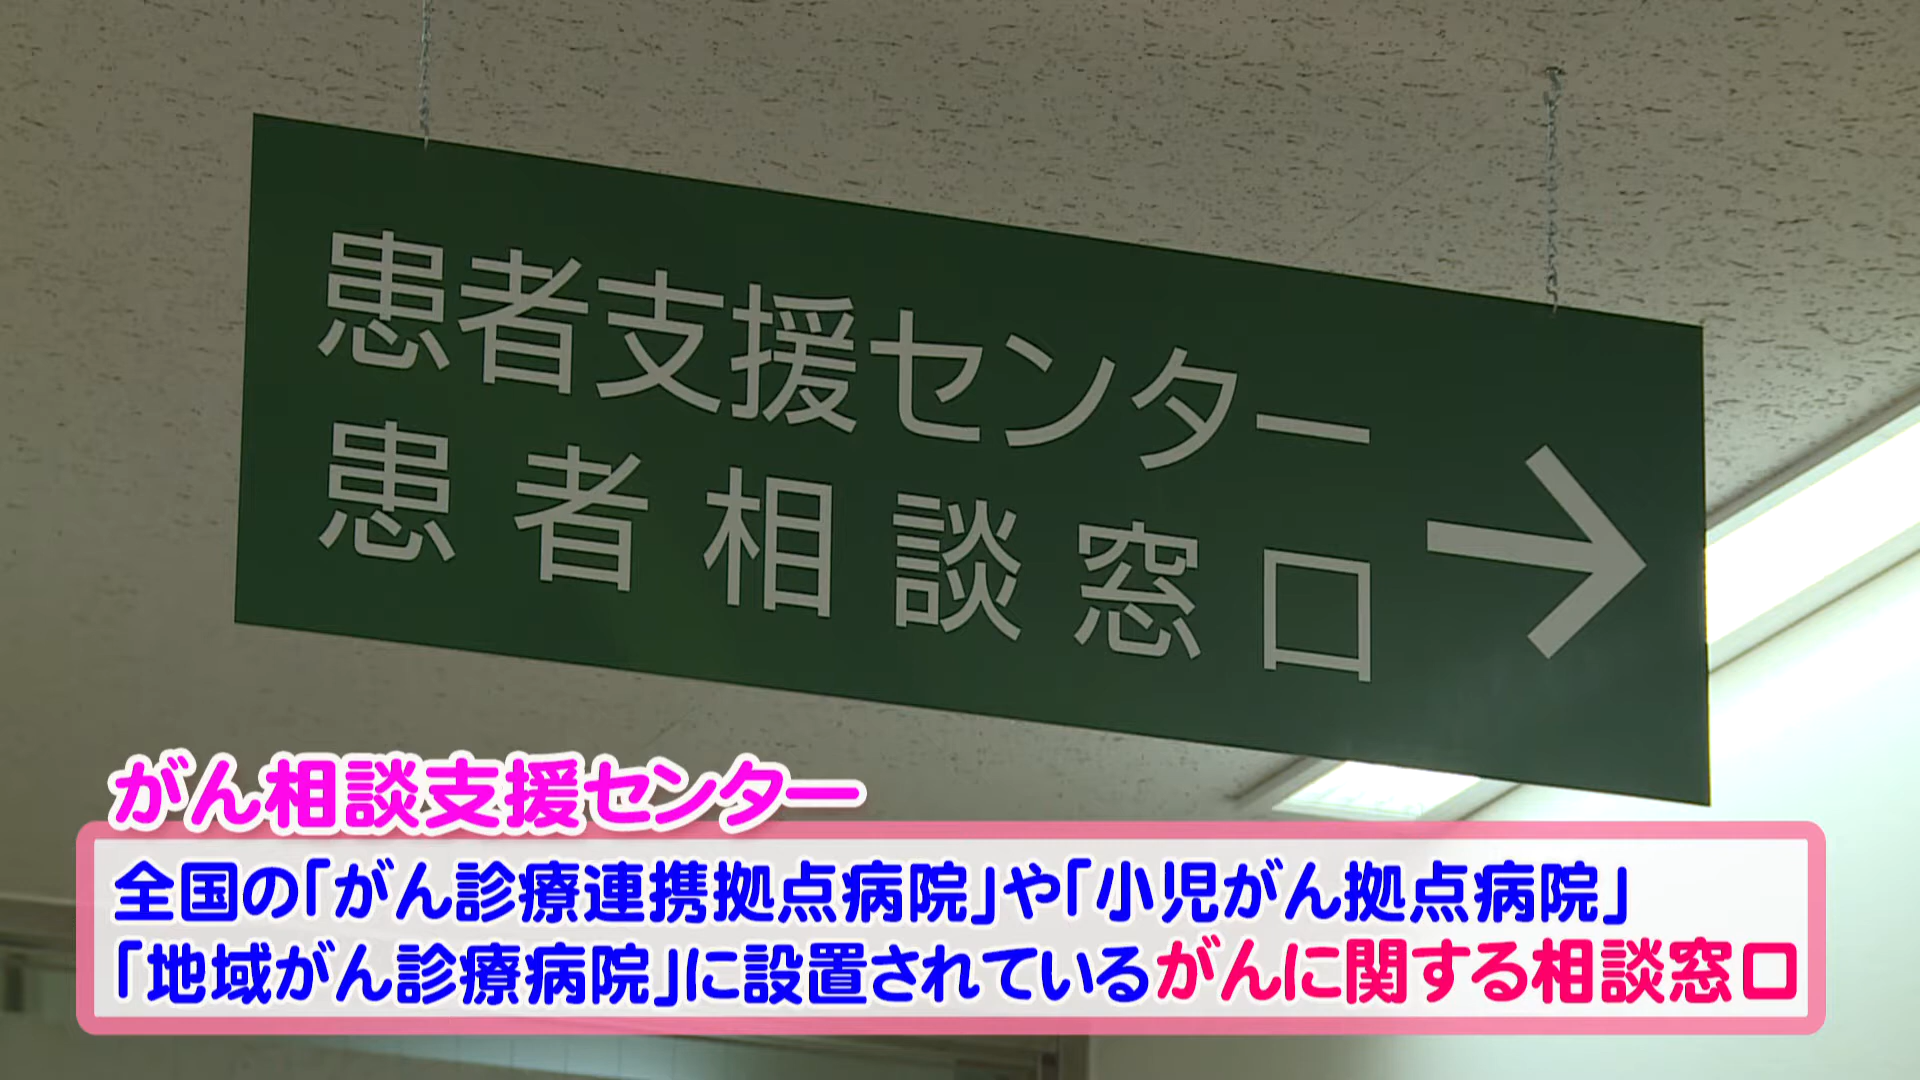 患者支援センター
患者相談窓口
→
がん相談支援センター
全国の「がん診療連携拠点病院」や「小児がん拠点病院」
「地域がん診療病院」に設置されているがんに関する相談窓口